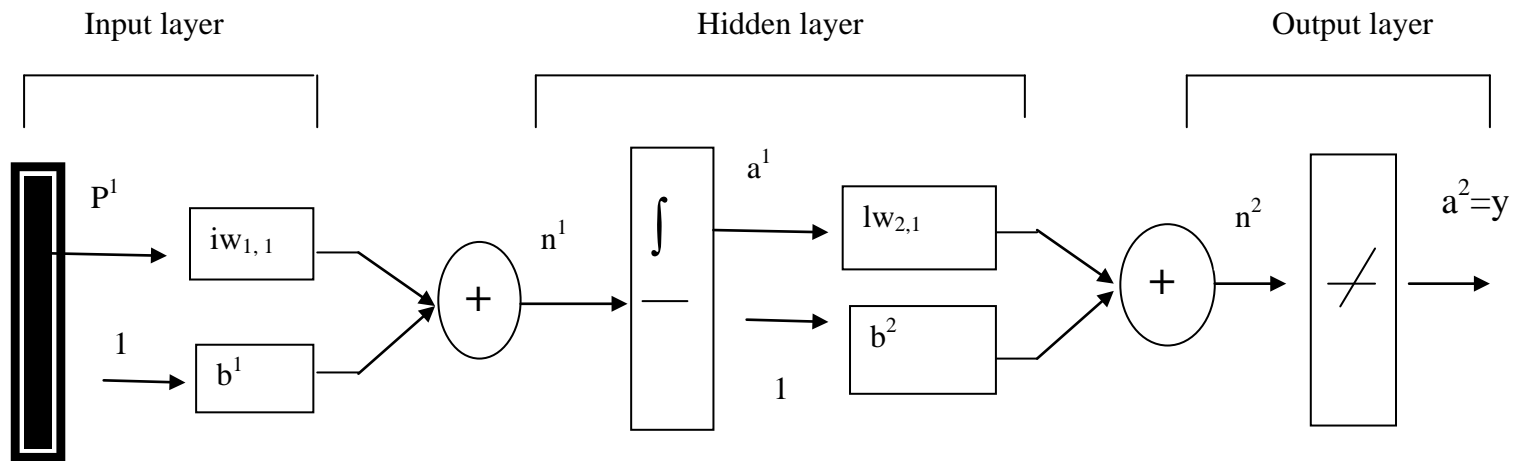 Input layer
Hidden layer
Output layer
P¹
iw₁, ₁
1
b¹
+
n¹
∫
a¹
lw₂,₁
1
b²
+
n²
a²=y